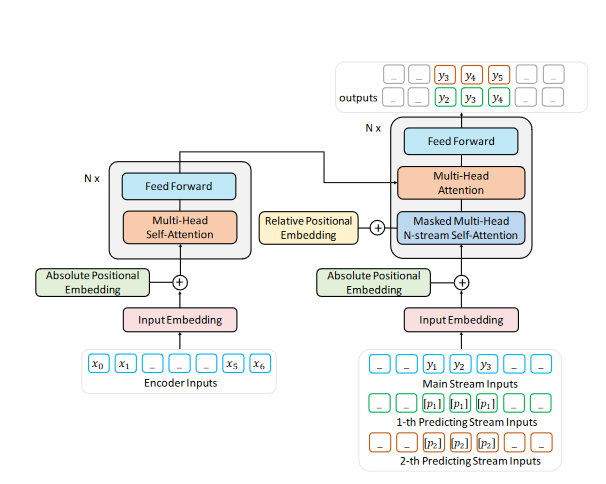 _ _ y3 y4 y5 _ _
outputs _ _ y2 y3 y4 _ _
N x
Feed Forward
Multi-Head
Attention
Masked Multi-Head
N-stream Self-Attention
Relative Positional
Embedding
+
N x
Feed Forward
Multi-Head
Self-Attention
Absolute Positional
Embedding
+
Input Embedding
x0 x1 _ _ _ x5 x6
Encoder Inputs
Absolute Positional
Embedding
+
Input Embedding
_ _ y1 y2 y3 _ _
Main Stream Inputs
_ _ [p1] [p1] [p1] _ _
1-th Predicting Stream Inputs
_ _ [p2] [p2] [p2] _ _
2-th Predicting Stream Inputs